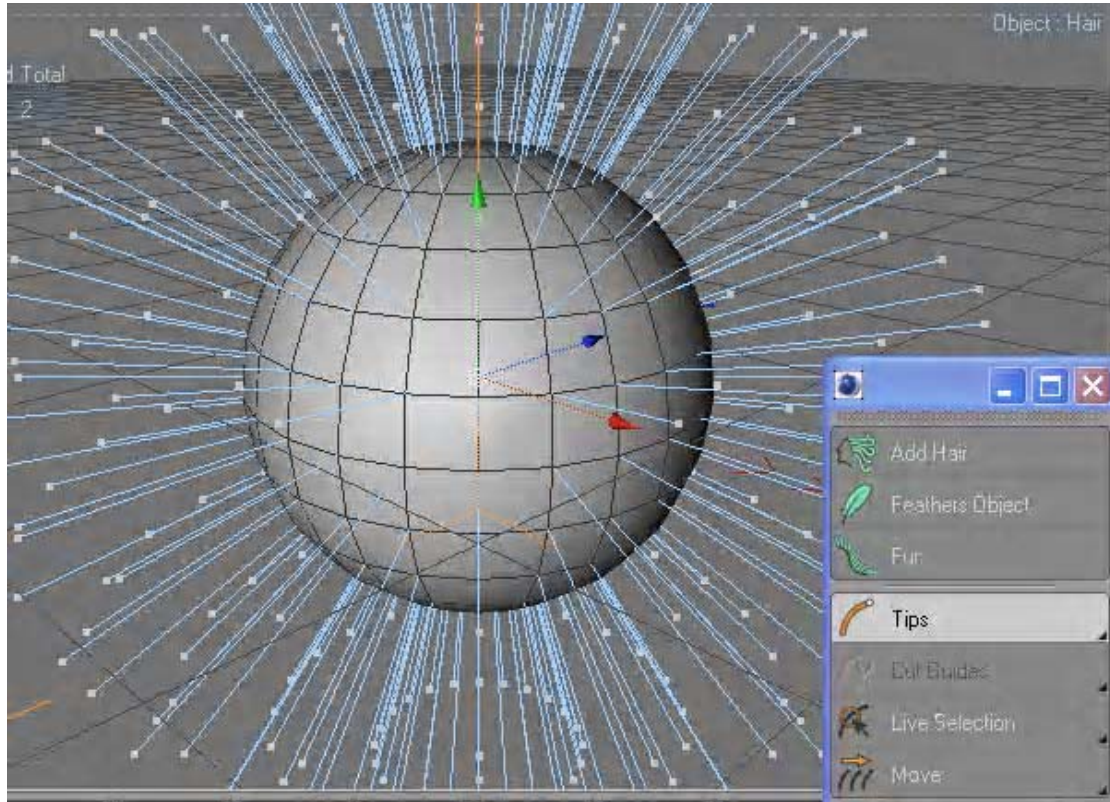 Object : Hair
d Total
2
Add Hair
Feathers Object
Fur
Tips
Cut Guides
Live Selection
Move